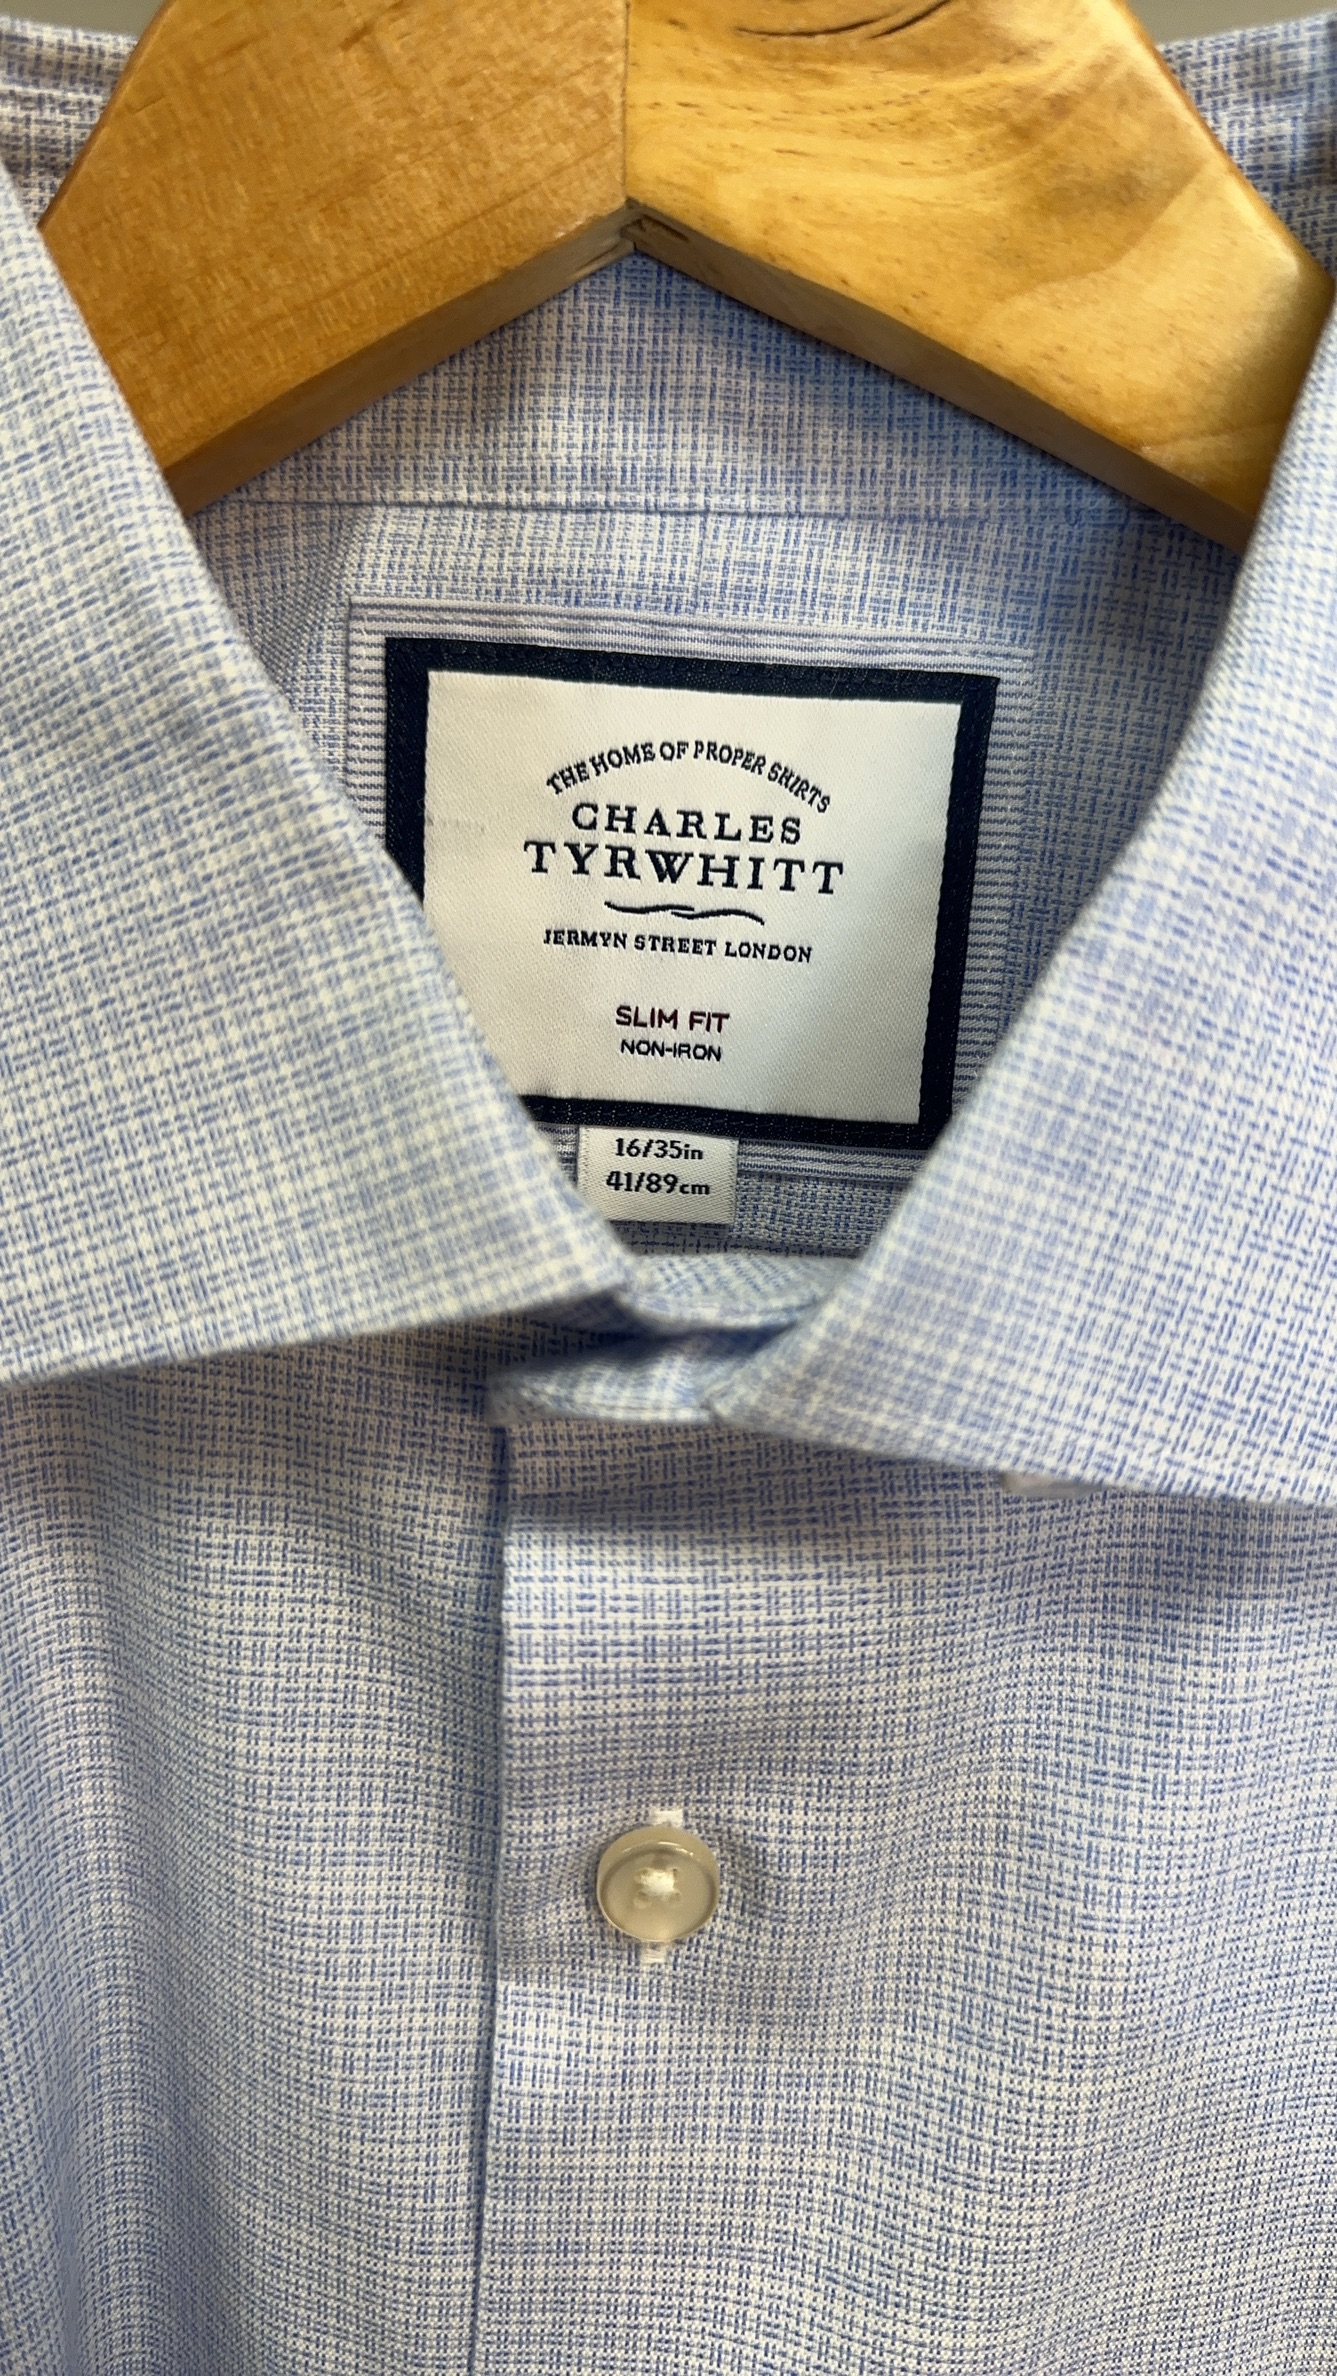 THE HOME OF PROPER SHIRTS
CHARLES
TYRWHITT
JERMYN STREET LONDON
SLIM FIT
NON-IRON
16/35in
41/89cm